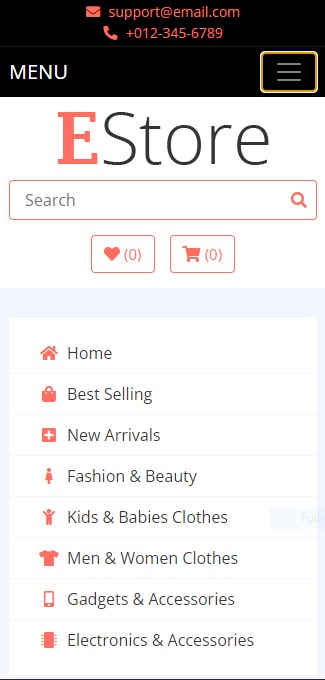 support@email.com
+012-345-6789
MENU
EStore
Search
(0) (0)
Home
Best Selling
New Arrivals
Fashion & Beauty
Kids & Babies Clothes
Full-
Men & Women Clothes
Gadgets & Accessories
Electronics & Accessories